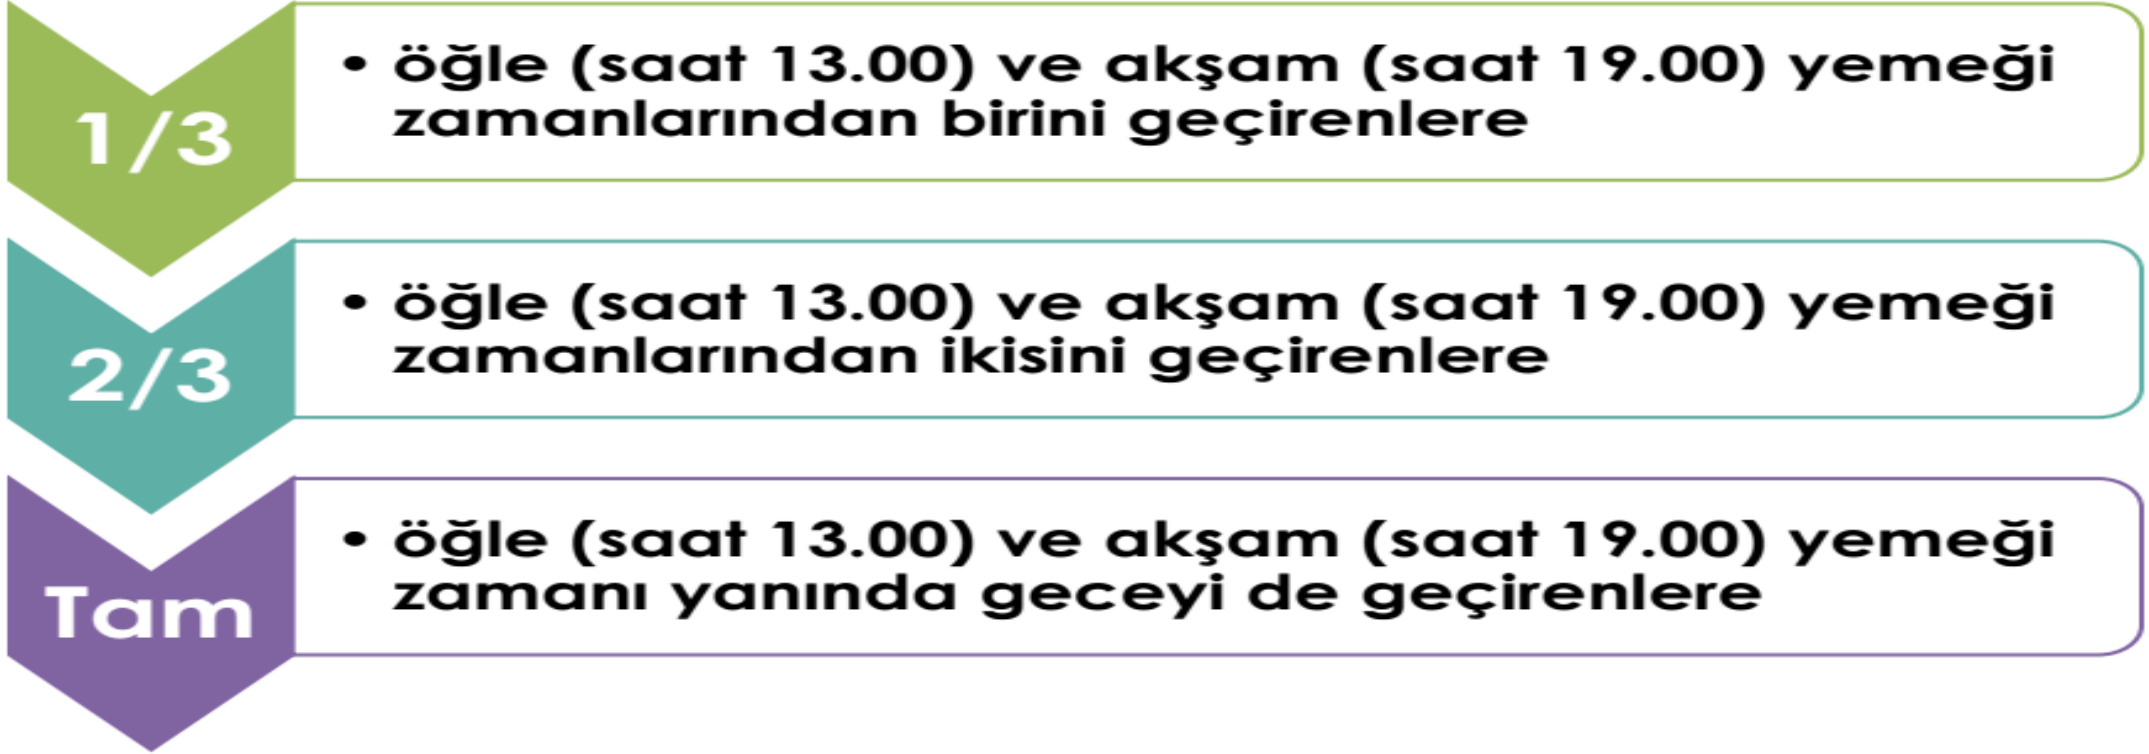 1/3
• öğle (saat 13.00) ve akşam (saat 19.00) yemeği
zamanlarından birini geçirenlere
2/3
• öğle (saat 13.00) ve akşam (saat 19.00) yemeği
zamanlarından ikisini geçirenlere
Tam
• öğle (saat 13.00) ve akşam (saat 19.00) yemeği
zamanı yanında geceyi de geçirenlere